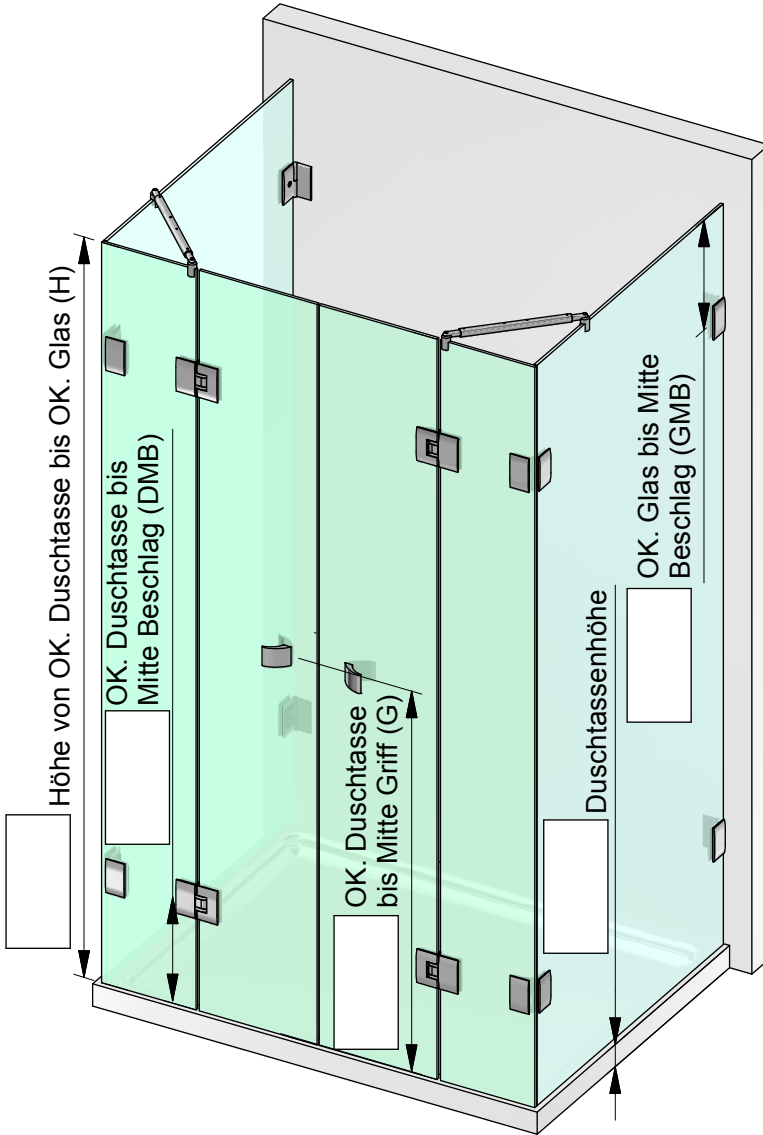 Höhe von OK. Duschtasse bis OK. Glas (H)
OK. Duschtasse bis
Mitte Beschlag (DMB)
OK. Duschtasse
bis Mitte Griff (G)
Duschtassenhöhe
OK. Glas bis Mitte
Beschlag (GMB)